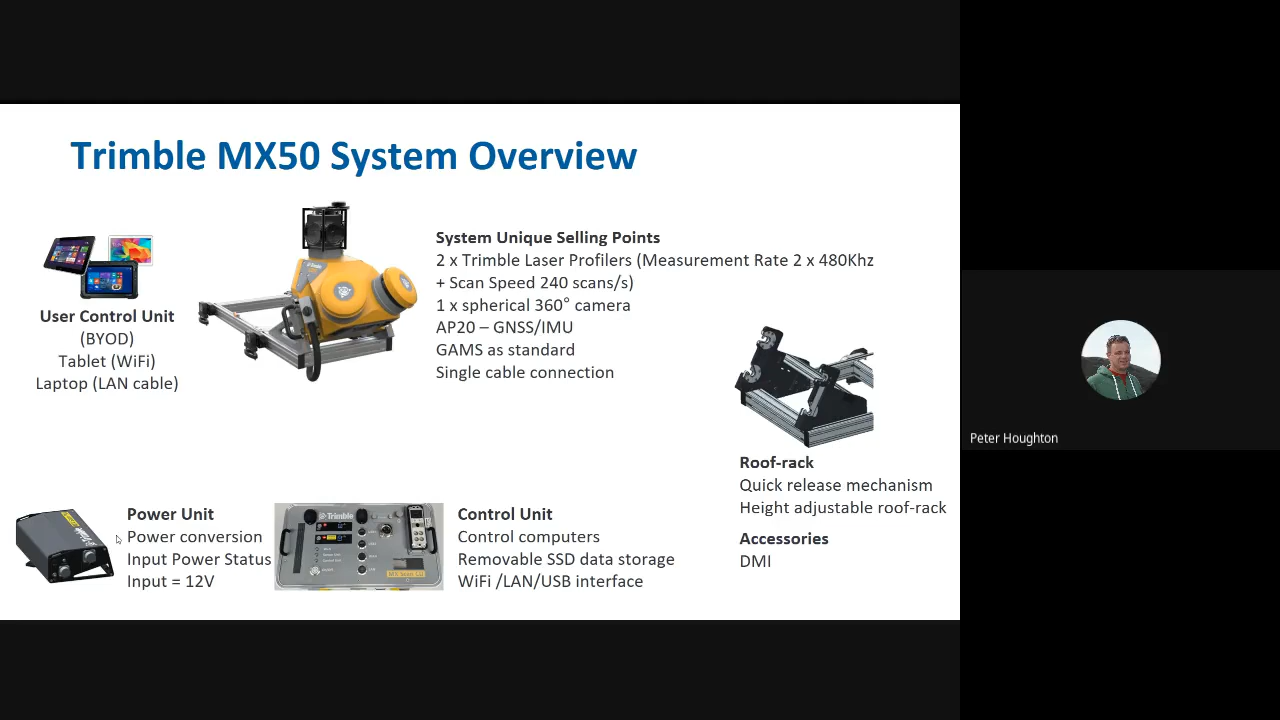 Trimble MX50 System Overview
System Unique Selling Points
2 x Trimble Laser Profilers (Measurement Rate 2 x 480Khz
+ Scan Speed 240 scans/s)
1 x spherical 360° camera
AP20 – GNSS/IMU
GAMS as standard
Single cable connection
User Control Unit
(BYOD)
Tablet (WiFi)
Laptop (LAN cable)
Roof-rack
Quick release mechanism
Height adjustable roof-rack
Accessories
DMI
Power Unit
Power conversion
Input Power Status
Input = 12V
Trimble
Control Unit
Control computers
Removable SSD data storage
WiFi /LAN/USB interface
Peter Houghton